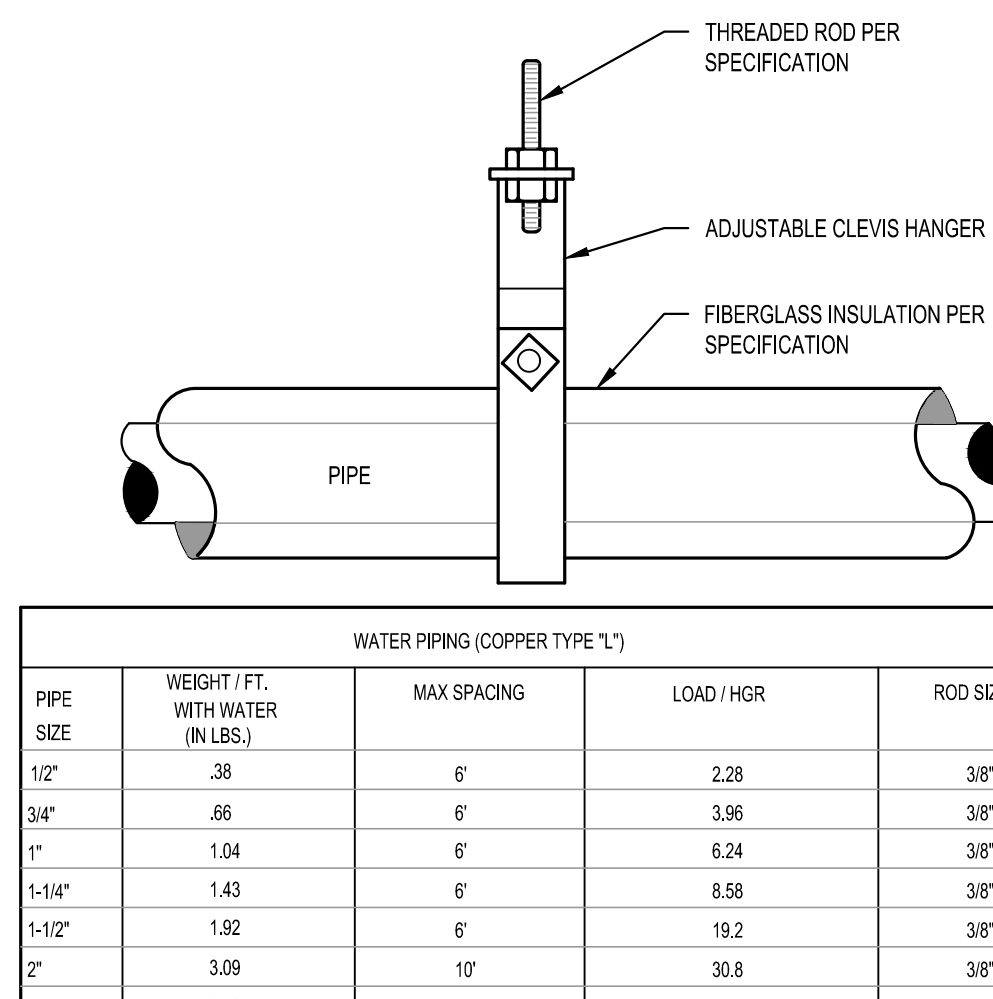 THREADED ROD PER
SPECIFICATION
ADJUSTABLE CLEVIS HANGER
FIBERGLASS INSULATION PER
SPECIFICATION
PIPE
WATER PIPING (COPPER TYPE "L")
PIPE SIZE WEIGHT / FT. WITH WATER (IN LBS.) MAX SPACING LOAD / HGR ROD SIZ
1/2" .38 6' 2.28 3/8"
3/4" .66 6' 3.96 3/8"
1" 1.04 6' 6.24 3/8"
1-1/4" 1.43 6' 8.58 3/8"
1-1/2" 1.92 6' 19.2 3/8"
2" 3.09 10' 30.8 3/8"